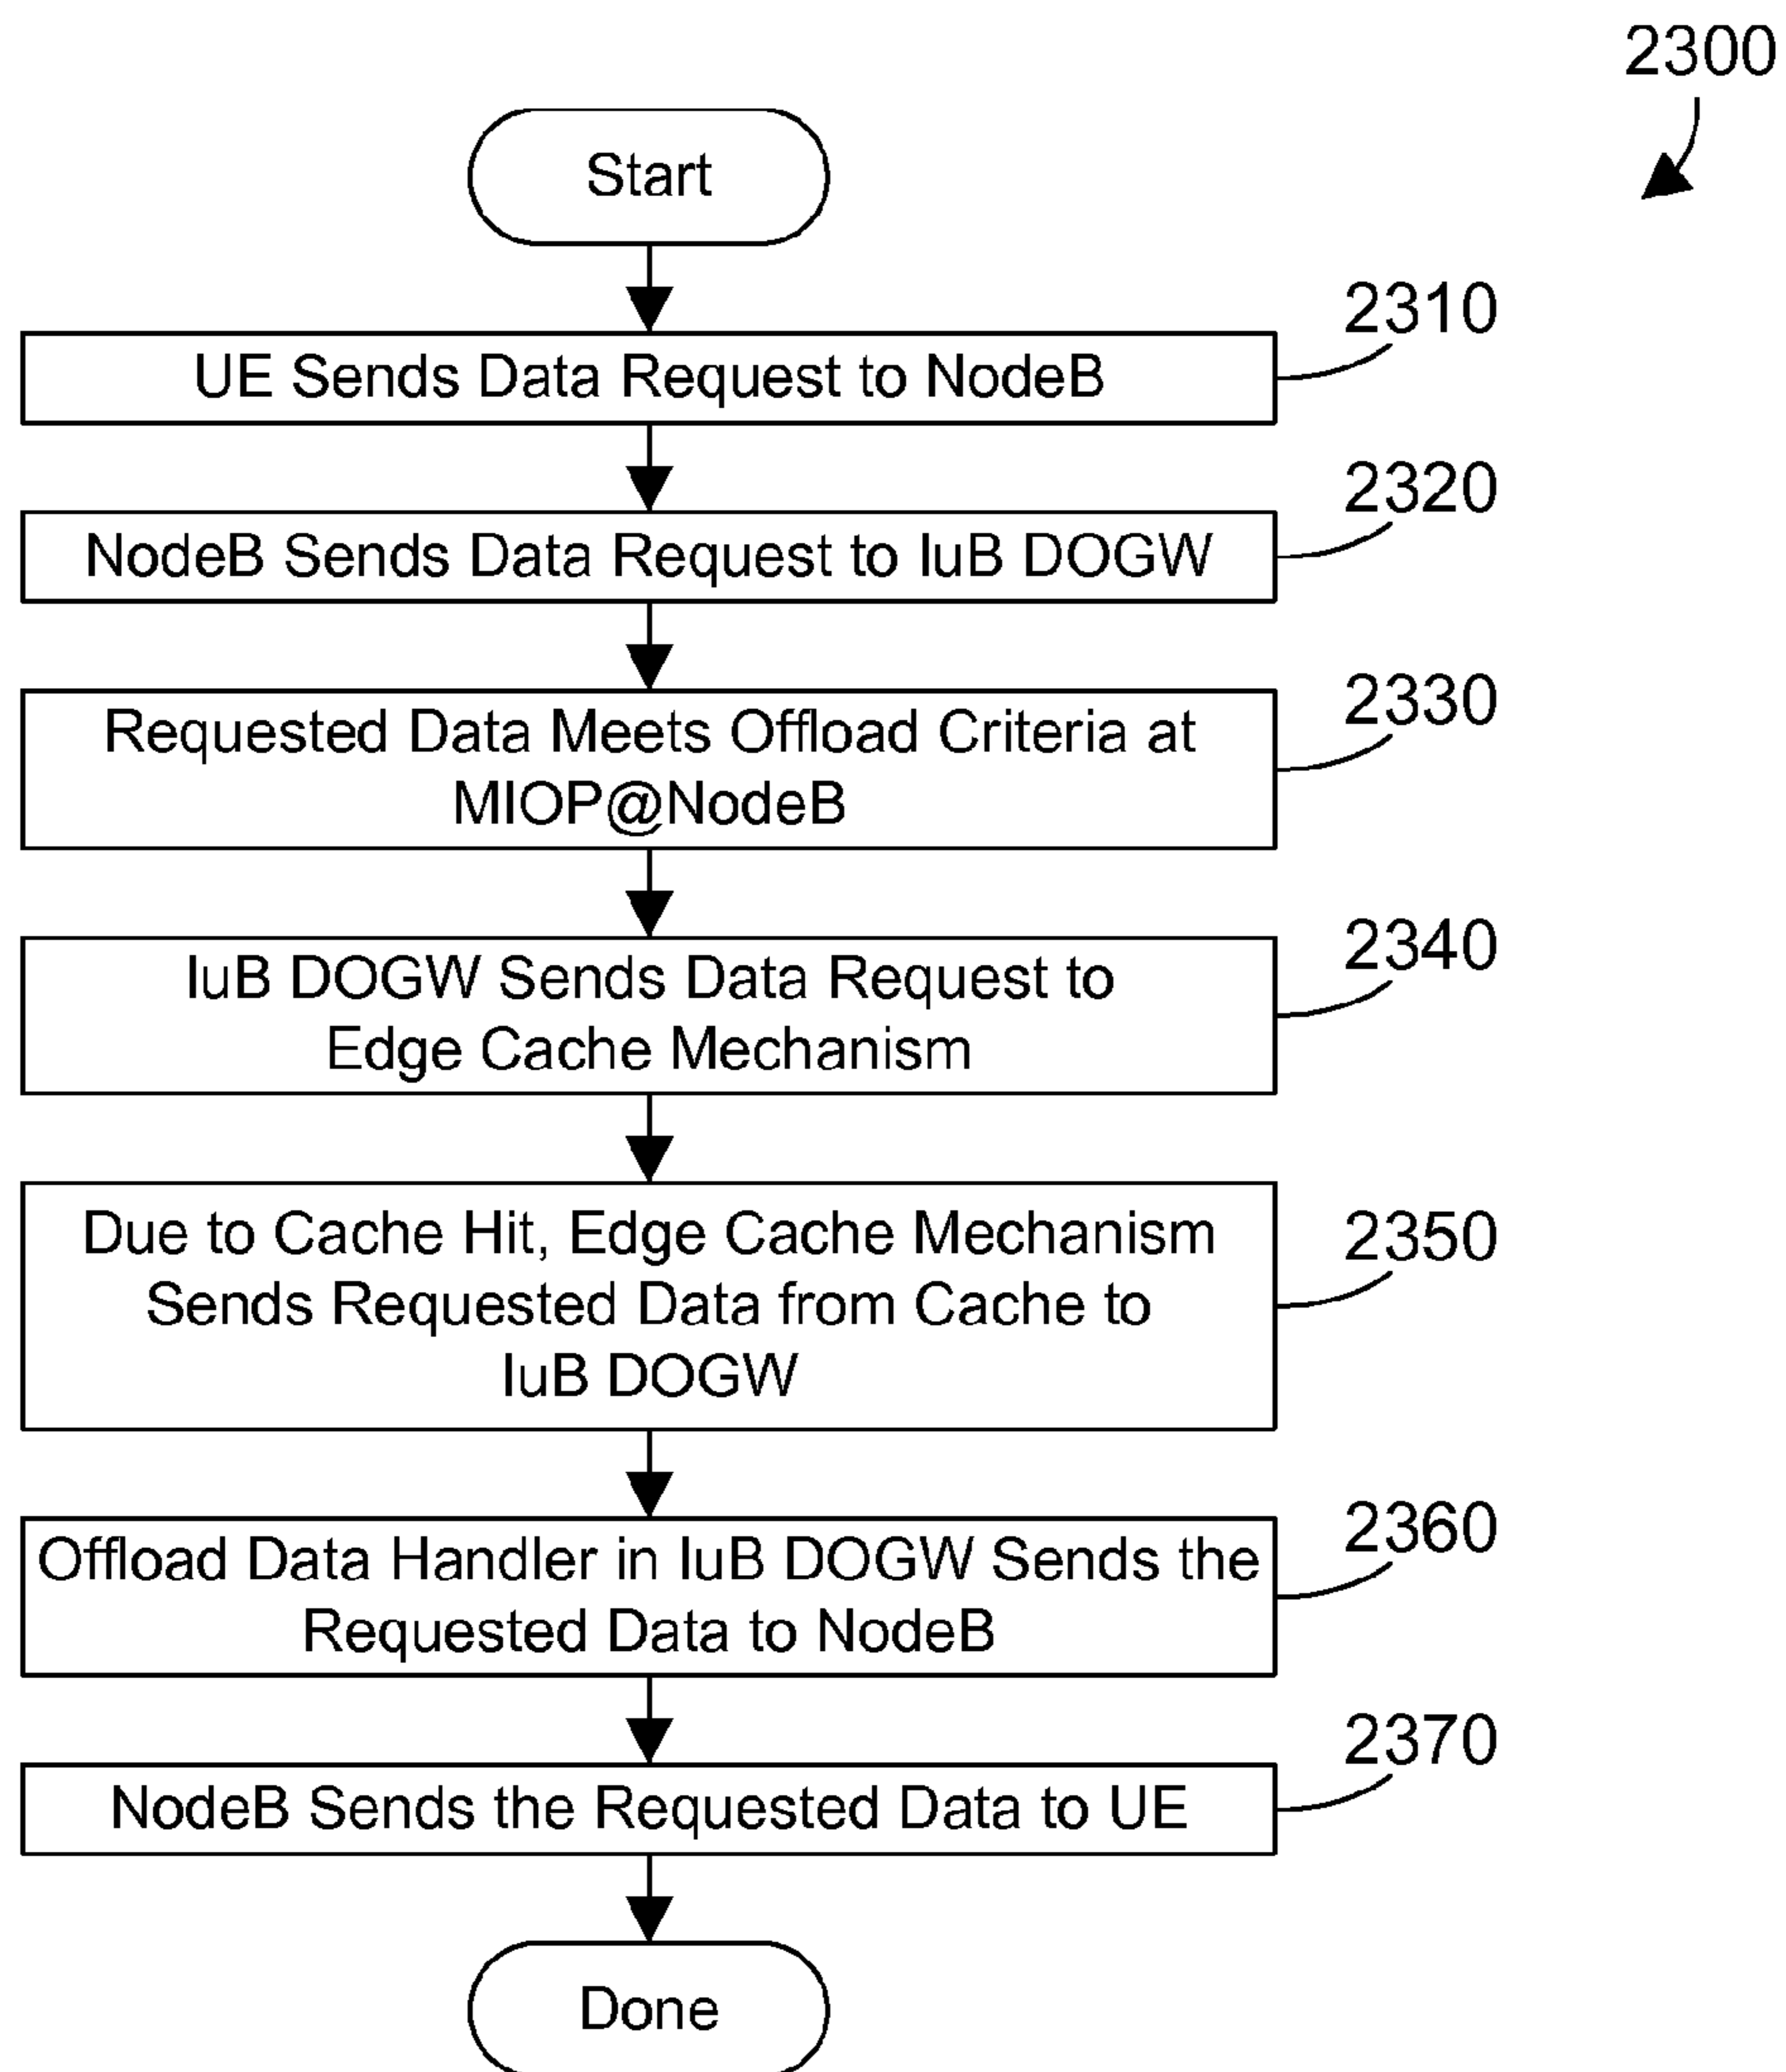 2300
Start
2310
UE Sends Data Request to NodeB
2320
NodeB Sends Data Request to IuB DOGW
2330
Requested Data Meets Offload Criteria at
MIOP@NodeB
2340
IuB DOGW Sends Data Request to
Edge Cache Mechanism
2350
Due to Cache Hit, Edge Cache Mechanism
Sends Requested Data from Cache to
IuB DOGW
2360
Offload Data Handler in IuB DOGW Sends the
Requested Data to NodeB
2370
NodeB Sends the Requested Data to UE
Done